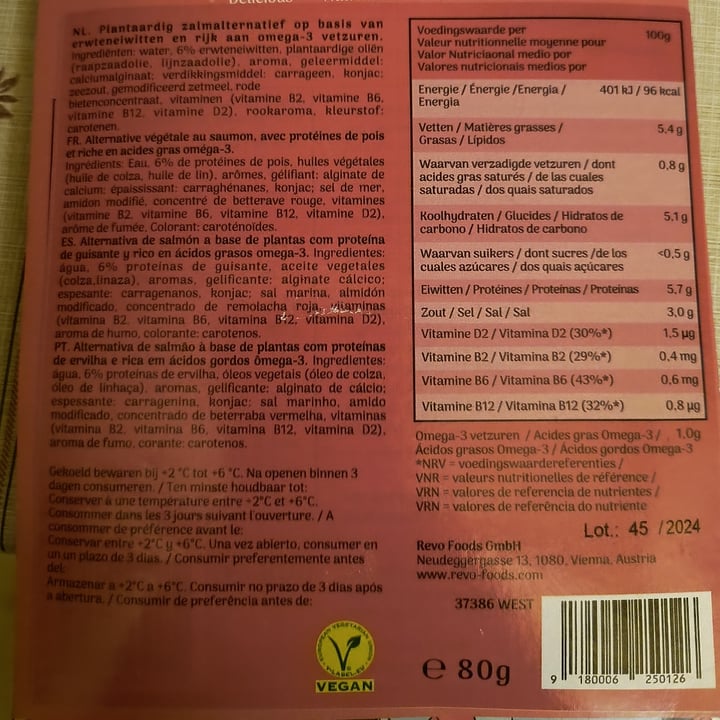 Delicious
NL. Plantaardig zalmalternatief op basis van
erwteneiwitten en rijk aan omega-3 vetzuren.
Ingrediënten: water, 6% erwteneiwitten, plantaardige oliën
(raapzaadolie, lijnzaadolie), aroma, geleermiddel:
calciumalginaat; verdikkingsmiddel: carrageen, konjac;
zeezout, gemodificeerd zetmeel, rode
bietenconcentraat, vitaminen (vitamine B2, vitamine B6,
vitamine B12, vitamine D2), rookaroma, kleurstof:
carotenen.
FR. Alternative végétale au saumon, avec protéines de pois
et riche en acides gras oméga-3.
Ingrédients: Eau, 6% de protéines de pois, huiles végétales
(huile de colza, huile de lin), arômes, gélifiant: alginate de
calcium; épaississant: carraghénanes, konjac; sel de mer,
amidon modifié, concentré de betterave rouge, vitamines
(vitamine B2, vitamine B6, vitamine B12, vitamine D2),
arôme de fumée, Colorant: caroténoïdes.
ES. Alternativa de salmón a base de plantas com proteína
de guisante y rico en ácidos grasos omega-3. Ingredientes:
água, 6% proteínas de guisante, aceite vegetales
(colza,linaza), aromas, gelificante: alginate cálcico;
espesante: carragenanos, konjac; sal marina, almidón
modificado, concentrado de remolacha roja, vitaminas
(vitamina B2, vitamina B6, vitamina B12, vitamina D2),
aroma de humo, colorante: carotenos.
PT. Alternativa de salmão à base de plantas com proteínas
de ervilha e rica em ácidos gordos ômega-3. Ingredientes:
água, 6% proteínas de ervilha, óleos vegetais (óleo de colza,
óleo de linhaça), aromas, gelificante: alginato de cálcio;
espessante: carragenina, konjac; sal marinho, amido
modificado, concentrado de beterraba vermelha, vitaminas
(vitamina B2, vitamina B6, vitamina B12, vitamina D2),
aroma de fumo, corante: carotenos.
Gekoeld bewaren bij +2 °C tot +6 °C. Na openen binnen 3
dagen consumeren. / Ten minste houdbaar tot:
Conserver à une température entre +2°C et +6°C.
Consommer dans les 3 jours suivant l'ouverture. / A
consommer de préférence avant le:
Conservar entre +2°C y +6°C. Una vez abierto, consumer en
un un plazo de 3 dias. / Consumir preferentemente antes
del:
Armazenar a +2°C a +6°C. Consumir no prazo de 3 dias após
a abertura. / Consumir de preferência antes de:
EUROPEAN VEGETARIAN UNION
V-LABEL.EU
VEGAN
Voedingswaarde per 100g
Valeur nutritionnelle moyenne pour
Valor Nutriciaonal medio por
Valores nutricionais medios por
Energie / Énergie /Energia / 401 kJ / 96 kcal
Energia
Vetten / Matières grasses / 5,4 g
Grasas / Lípidos
Waarvan verzadigde vetzuren / dont 0,8 g
acides gras saturés / de las cuales
saturadas / dos quais saturados
Koolhydraten / Glucides / Hidratos de 5,1 g
carbono / Hidratos de carbono
Waarvan suikers / dont sucres /de los <0,5 g
cuales azúcares / dos quais açúcares
Eiwitten / Protéines / Proteínas / Proteínas 5,7 g
Zout / Sel / Sal / Sal 3,0 g
Vitamin D2 / Vitamina D2 (30%*) 1,5 µg
Vitamin B2 / Vitamina B2 (29%*) 0,4 mg
Vitamin B6 / Vitamina B6 (43%*) 0,6 mg
Vitamin B12 / Vitamina B12 (32%*) 0,8 µg
Omega-3 vetzuren / Acides gras Omega-3 / 1,0g
Ácidos grasos Omega-3 / Ácidos gordos Omega-3
*NRV = voedingswaardereferenties /
VNR = valeurs nutritionelles de référence /
VRN = valores de referencia de nutrientes /
VRN = valores de referência do nutriente
Lot.: 45 /2024
Revo Foods GmbH
Neudeggergasse 13, 1080, Vienna, Austria
www.revo-foods.com
37386 WEST
e 80g
9 180006 250126